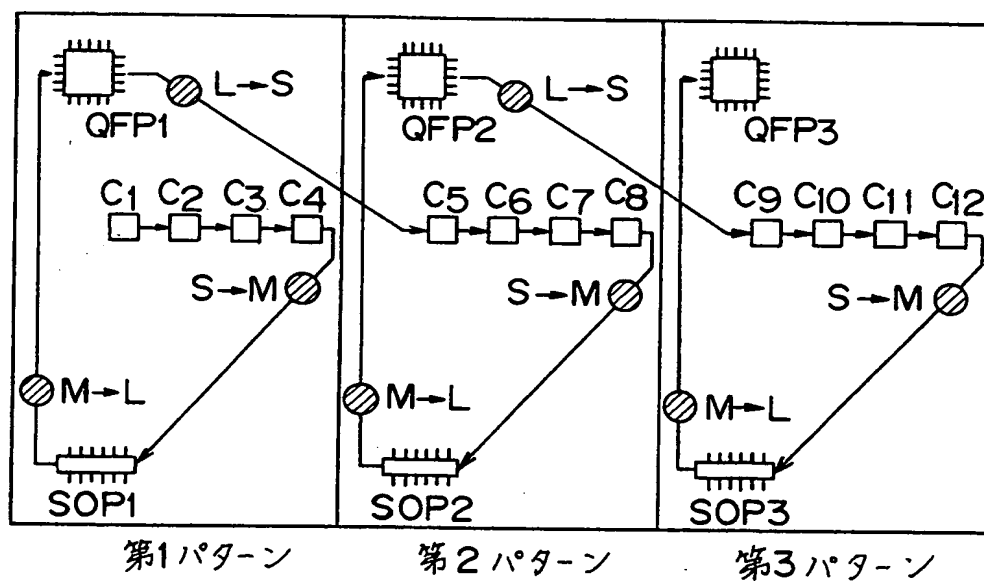 L→S L→S
QFP1 QFP2 QFP3
C1 C2 C3 C4 C5 C6 C7 C8 C9 C10 C11 C12
S→M S→M S→M
M→L M→L M→L
SOP1 SOP2 SOP3
第1パターン 第2パターン 第3パターン